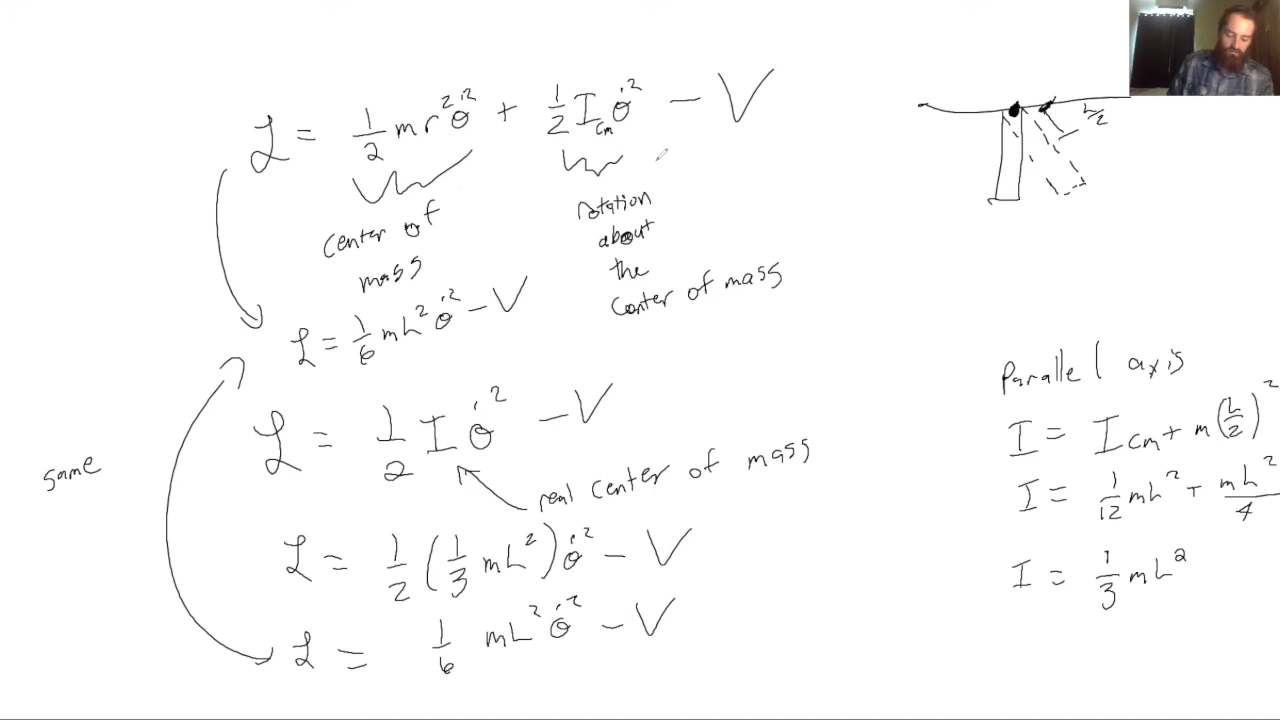 ℒ = 1/2 m r² θ̇² + 1/2 I_cm θ̇² − V
center of mass
rotation about the center of mass
L/2
ℒ = 1/6 mL² θ̇² − V
ℒ = 1/2 I θ̇² − V
real center of mass
same
ℒ = 1/2 (1/3 mL²) θ̇² − V
ℒ = 1/6 mL² θ̇² − V
Parallel axis
I = I_cm + m(L/2)²
I = 1/12 mL² + mL²/4
I = 1/3 mL²